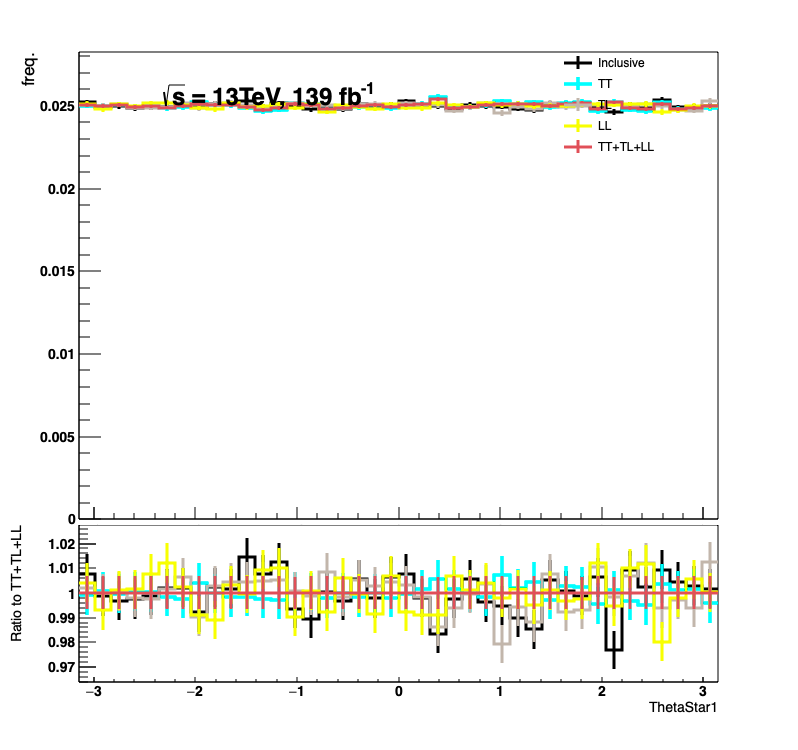 freq.
√s = 13TeV, 139 fb⁻¹
Inclusive
TT
TL
LL
TT+TL+LL
0.025
0.02
0.015
0.01
0.005
0
Ratio to TT+TL+LL
1.02
1.01
1
0.99
0.98
0.97
−3 −2 −1 0 1 2 3
ThetaStar1